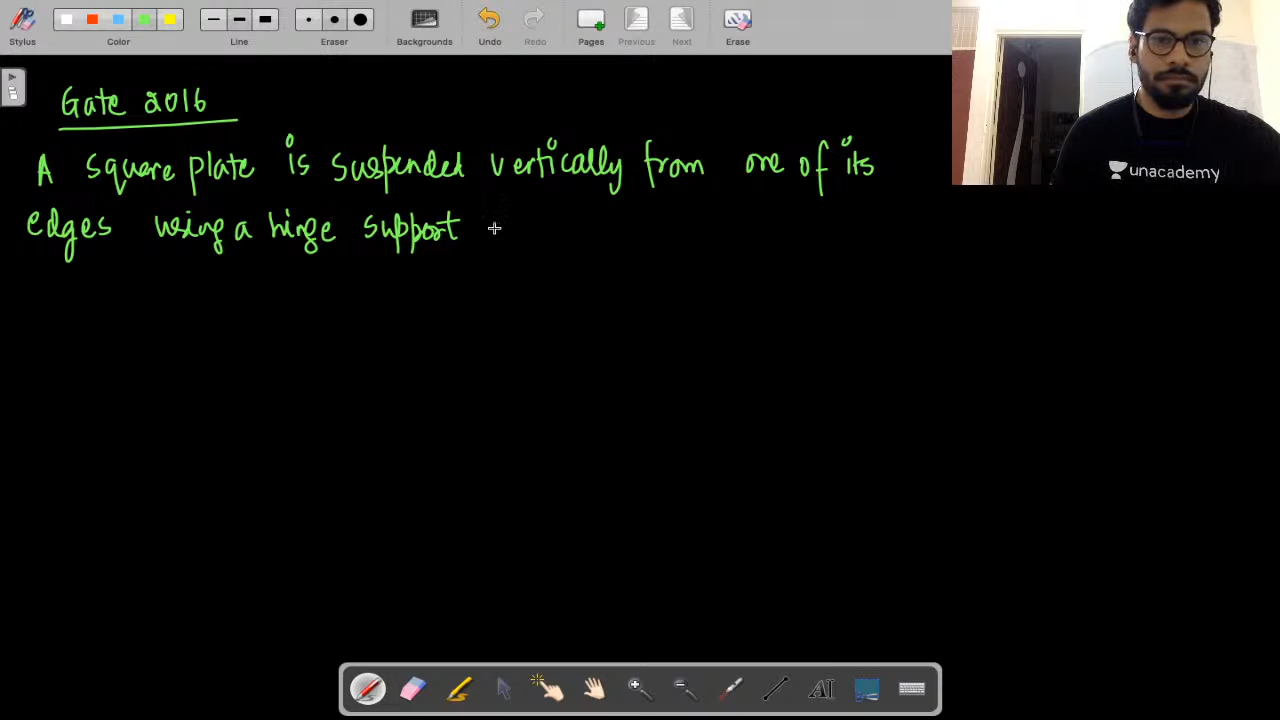 Stylus
Color
Line
Eraser
Backgrounds
Undo
Redo
Pages
Previous
Next
Erase
Gate 2016
A square plate is suspended vertically from one of its
edges using a hinge support
unacademy
AI